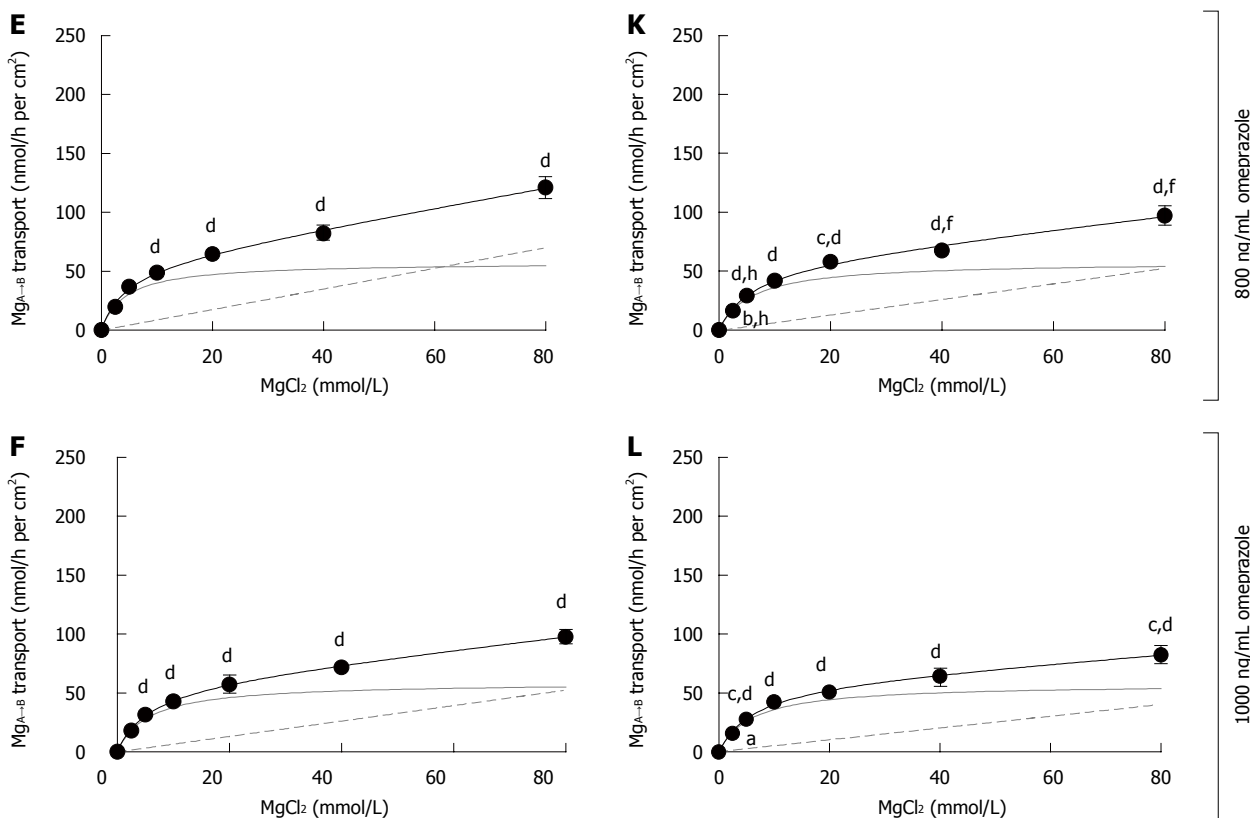 E
250
200
150
100
50
0
Mg_A→B transport (nmol/h per cm²)
d
d
d
d
0 20 40 60 80
MgCl₂ (mmol/L)
K
250
200
150
100
50
0
Mg_A→B transport (nmol/h per cm²)
b,h
d,h
d
c,d
d,f
d,f
0 20 40 60 80
MgCl₂ (mmol/L)
800 ng/mL omeprazole
F
250
200
150
100
50
0
Mg_A→B transport (nmol/h per cm²)
d
d
d
d
d
0 20 40 60 80
MgCl₂ (mmol/L)
L
250
200
150
100
50
0
Mg_A→B transport (nmol/h per cm²)
a
c,d
d
d
d
c,d
0 20 40 60 80
MgCl₂ (mmol/L)
1000 ng/mL omeprazole